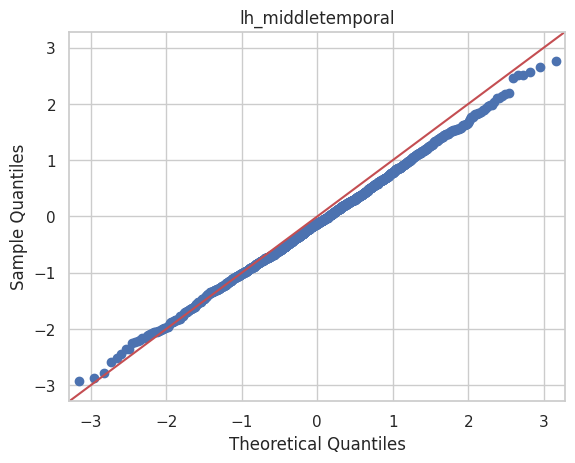 lh_middletemporal
3
2
1
0
−1
−2
−3
Sample Quantiles
−3 −2 −1 0 1 2 3
Theoretical Quantiles